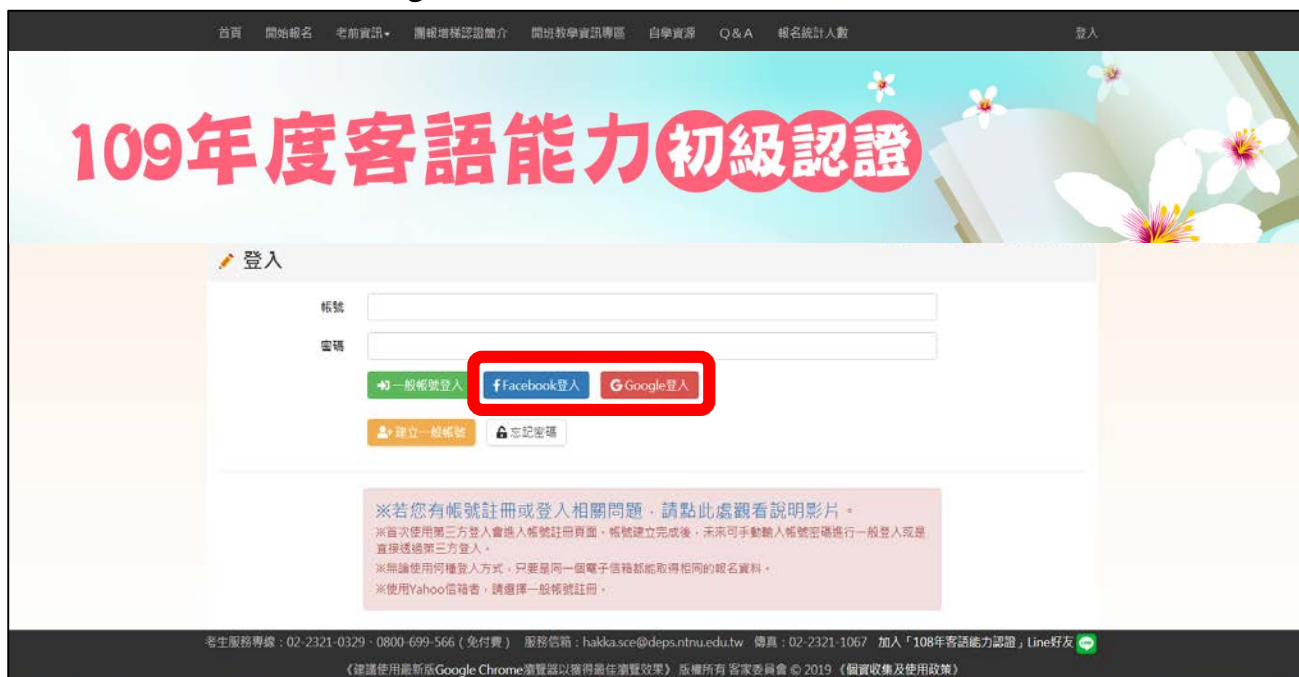 首頁 開始報名 考前資訊 團報增梯認證簡介 開班教學資訊專區 自學資源 Q&A 報名統計人數 登入
109年度客語能力初級認證
登入
帳號
密碼
一般帳號登入 Facebook登入 Google登入
建立一般帳號 忘記密碼
※若您有帳號註冊或登入相關問題,請點此處觀看說明影片。
※首次使用第三方登入會進入帳號註冊頁面,帳號建立完成後,未來可手動輸入帳號密碼進行一般登入或是
直接透過第三方登入。
※無論使用何種登入方式,只要是同一個電子信箱都能取得相同的報名資料。
※使用Yahoo信箱者,請選擇一般帳號註冊。
考生服務專線:02-2321-0329、0800-699-566 ( 免付費 ) 服務信箱:hakka.sce@deps.ntnu.edu.tw 傳真:02-2321-1067 加入「108年客語能力認證」Line好友
《建議使用最新版Google Chrome瀏覽器以獲得最佳瀏覽效果》 版權所有 客家委員會 © 2019 《個資收集及使用政策》